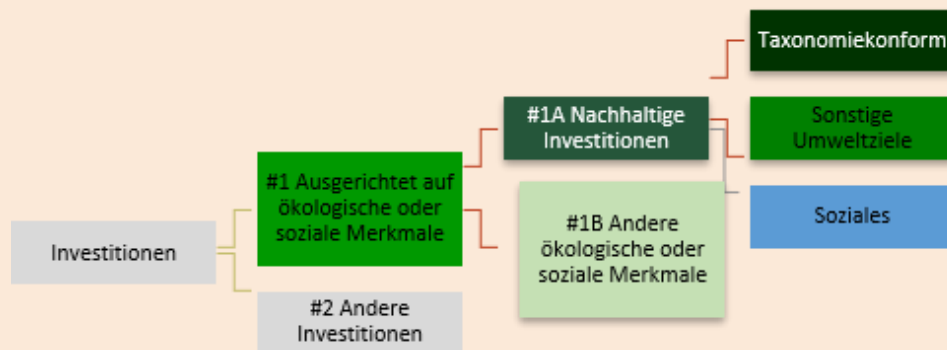 Taxonomiekonform
#1A Nachhaltige
Investitionen
Sonstige
Umweltziele
#1 Ausgerichtet auf
ökologische oder
soziale Merkmale
Soziales
#1B Andere
ökologische oder
soziale Merkmale
Investitionen
#2 Andere
Investitionen